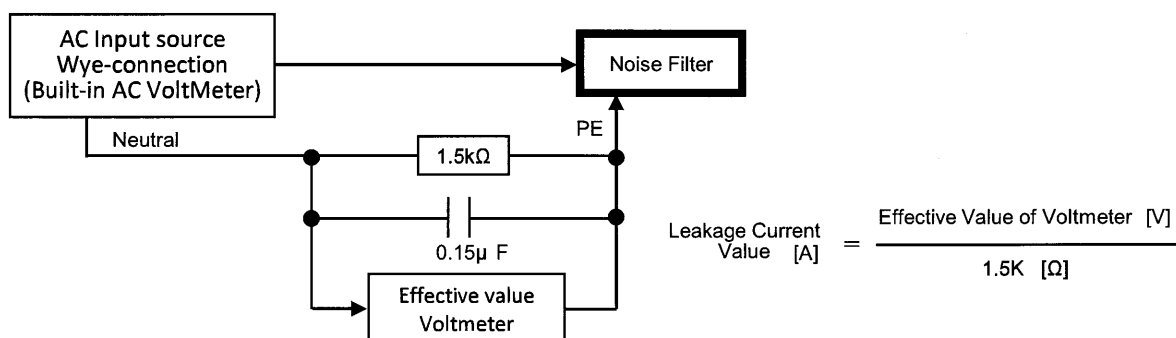 AC Input source
Wye-connection
(Built-in AC VoltMeter)
Noise Filter
PE
Neutral
1.5kΩ
0.15μ F
Effective value
Voltmeter
Leakage Current
Value [A]
=
Effective Value of Voltmeter [V]
1.5K [Ω]